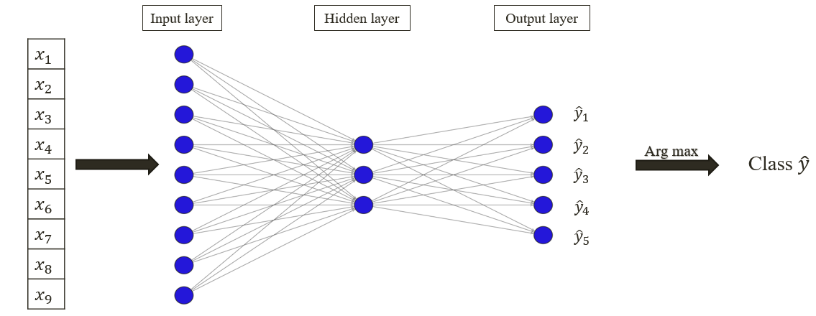 Input layer
Hidden layer
Output layer
x₁
x₂
x₃
x₄
x₅
x₆
x₇
x₈
x₉
ŷ₁
ŷ₂
ŷ₃
ŷ₄
ŷ₅
Arg max
Class ŷ